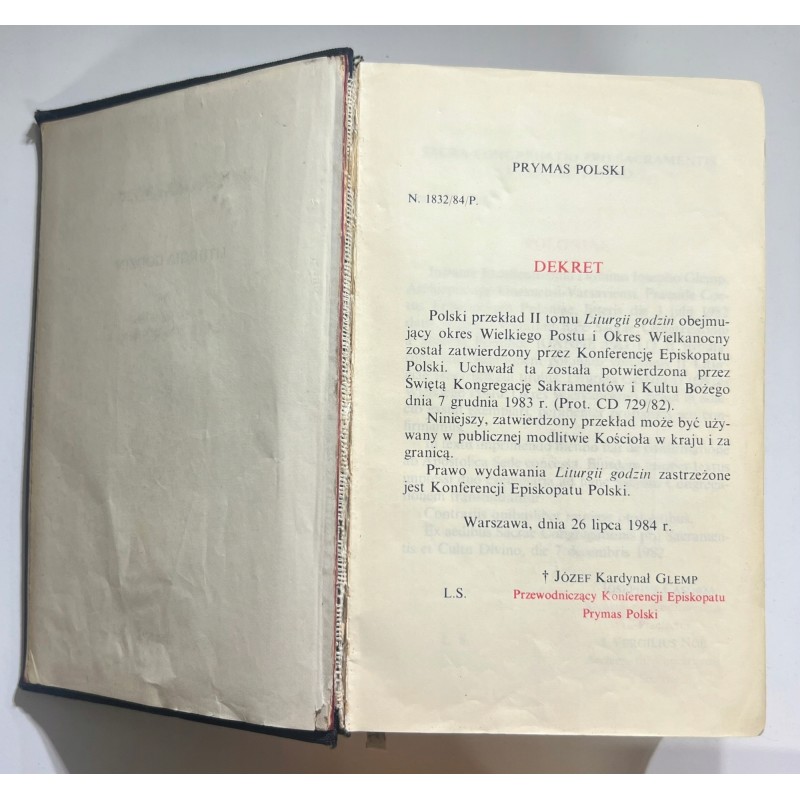 PRYMAS POLSKI
N. 1832/84/P.
DEKRET
Polski przekład II tomu Liturgii godzin obejmu-
jący okres Wielkiego Postu i Okres Wielkanocny
został zatwierdzony przez Konferencję Episkopatu
Polski. Uchwała ta została potwierdzona przez
Świętą Kongregację Sakramentów i Kultu Bożego
dnia 7 grudnia 1983 r. (Prot. CD 729/82).
Niniejszy, zatwierdzony przekład może być uży-
wany w publicznej modlitwie Kościoła w kraju i za
granicą.
Prawo wydawania Liturgii godzin zastrzeżone
jest Konferencji Episkopatu Polski.
Warszawa, dnia 26 lipca 1984 r.
† JÓZEF Kardynał GLEMP
L.S. Przewodniczący Konferencji Episkopatu
Prymas Polski